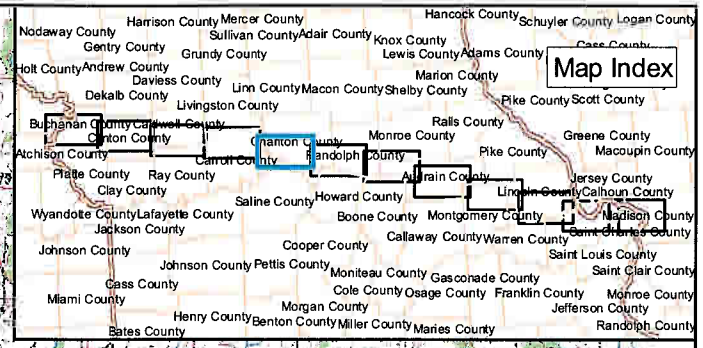 Hancock County
Schuyler County
Logan County
Harrison County
Mercer County
Nodaway County
Sullivan County
Adair County
Knox County
Gentry County
Grundy County
Lewis County
Adams County
Cass County
Map Index
Holt County
Andrew County
Daviess County
Marion County
Dekalb County
Linn County
Macon County
Shelby County
Pike County
Scott County
Livingston County
Buchanan County
Caldwell County
Ralls County
Clinton County
Chariton County
Monroe County
Greene County
Atchison County
Carroll County
Randolph County
Pike County
Macoupin County
Platte County
Ray County
Audrain County
Jersey County
Clay County
Lincoln County
Calhoun County
Saline County
Howard County
Wyandotte County
Lafayette County
Boone County
Montgomery County
Madison County
Jackson County
Callaway County
Warren County
Saint Charles County
Johnson County
Cooper County
Saint Louis County
Johnson County
Pettis County
Moniteau County
Saint Clair County
Cass County
Cole County
Osage County
Gasconade County
Franklin County
Monroe County
Miami County
Morgan County
Jefferson County
Henry County
Benton County
Miller County
Maries County
Randolph County
Bates County